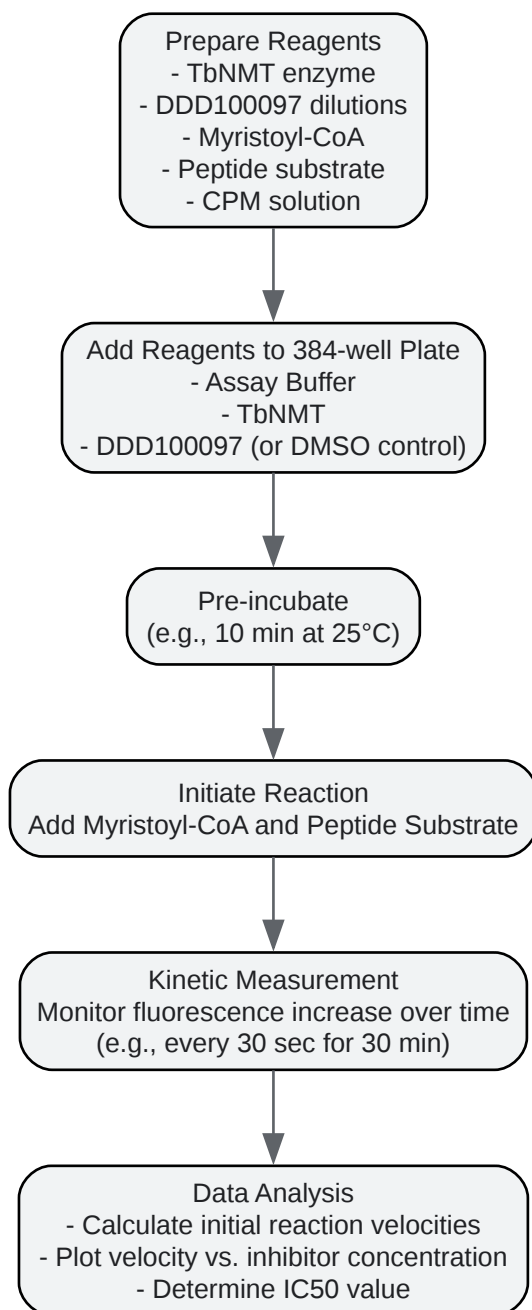 Prepare Reagents
- TbNMT enzyme
- DDD100097 dilutions
- Myristoyl-CoA
- Peptide substrate
- CPM solution
Add Reagents to 384-well Plate
- Assay Buffer
- TbNMT
- DDD100097 (or DMSO control)
Pre-incubate
(e.g., 10 min at 25°C)
Initiate Reaction
Add Myristoyl-CoA and Peptide Substrate
Kinetic Measurement
Monitor fluorescence increase over time
(e.g., every 30 sec for 30 min)
Data Analysis
- Calculate initial reaction velocities
- Plot velocity vs. inhibitor concentration
- Determine IC50 value